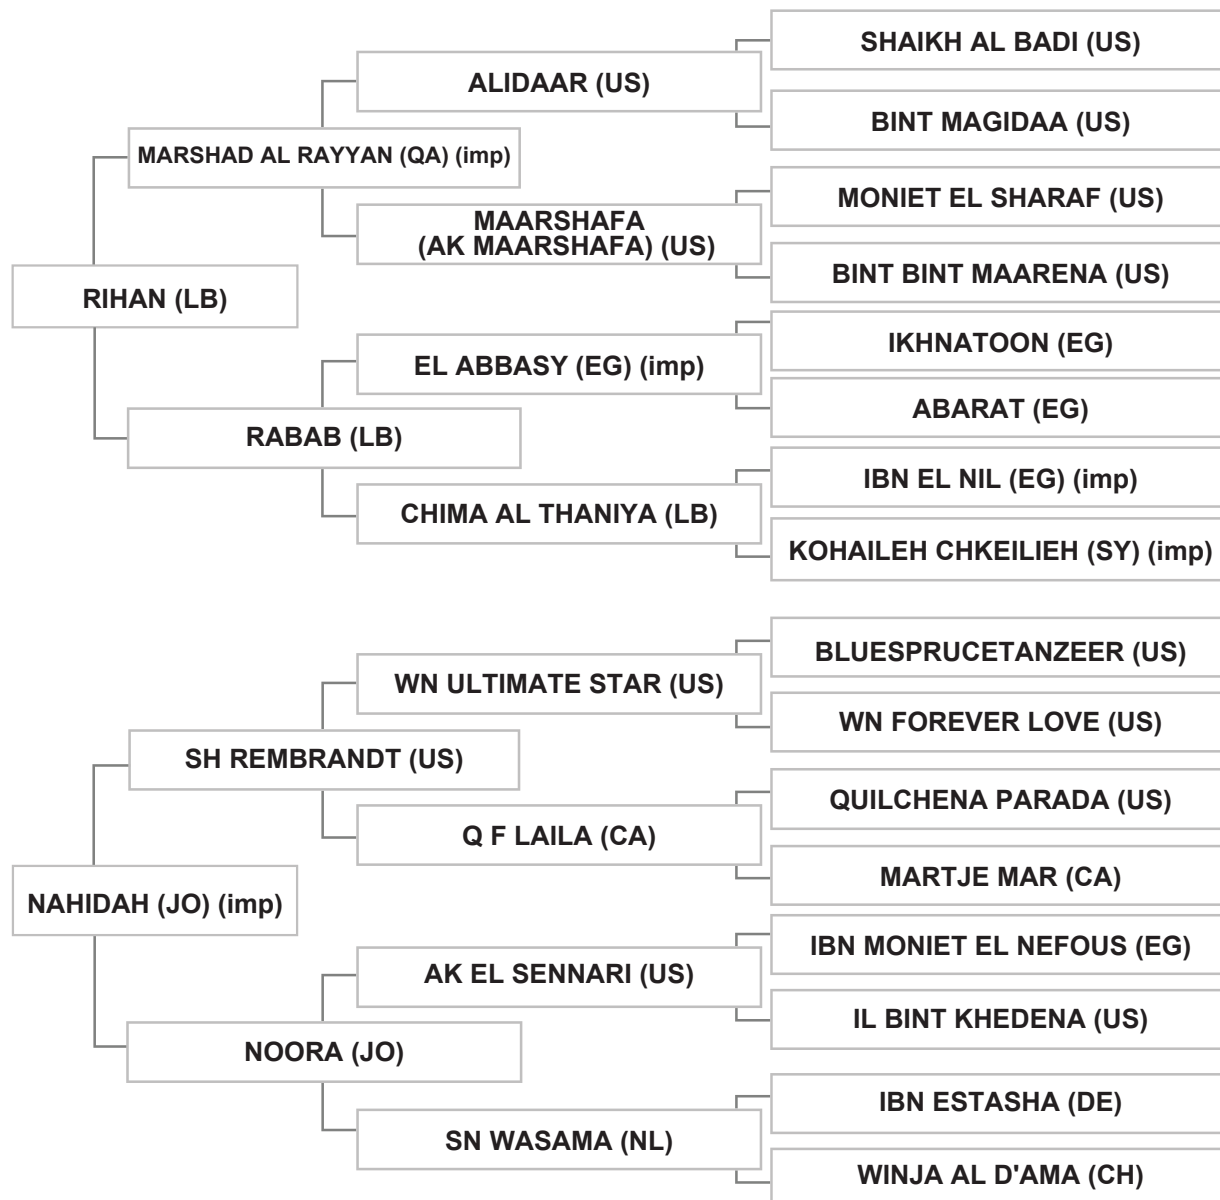 SHAIKH AL BADI (US)
ALIDAAR (US)
BINT MAGIDAA (US)
MARSHAD AL RAYYAN (QA) (imp)
MONIET EL SHARAF (US)
MAARSHAFA
(AK MAARSHAFA) (US)
BINT BINT MAARENA (US)
RIHAN (LB)
IKHNATOON (EG)
EL ABBASY (EG) (imp)
ABARAT (EG)
RABAB (LB)
IBN EL NIL (EG) (imp)
CHIMA AL THANIYA (LB)
KOHAILEH CHKEILIEH (SY) (imp)
BLUESPRUCETANZEER (US)
WN ULTIMATE STAR (US)
WN FOREVER LOVE (US)
SH REMBRANDT (US)
QUILCHENA PARADA (US)
Q F LAILA (CA)
MARTJE MAR (CA)
NAHIDAH (JO) (imp)
IBN MONIET EL NEFOUS (EG)
AK EL SENNARI (US)
IL BINT KHEDENA (US)
NOORA (JO)
IBN ESTASHA (DE)
SN WASAMA (NL)
WINJA AL D'AMA (CH)